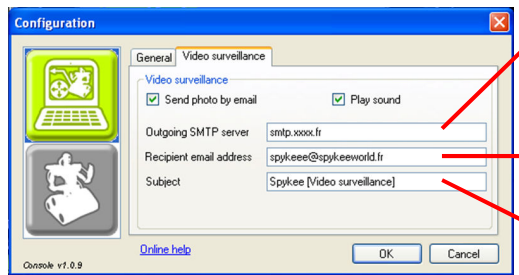 Configuration
General Video surveillance
Video surveillance
Send photo by email Play sound
Outgoing SMTP server smtp.xxxx.fr
Recipient email address spykeee@spykeeworld.fr
Subject Spykee [Video surveillance]
Online help OK Cancel
Console v1.0.9